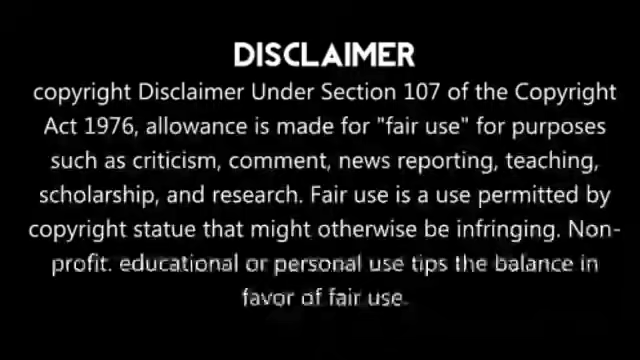 DISCLAIMER
copyright Disclaimer Under Section 107 of the Copyright
Act 1976, allowance is made for "fair use" for purposes
such as criticism, comment, news reporting, teaching,
scholarship, and research. Fair use is a use permitted by
copyright statue that might otherwise be infringing. Non-
profit. educational or personal use tips the balance in
favor of fair use